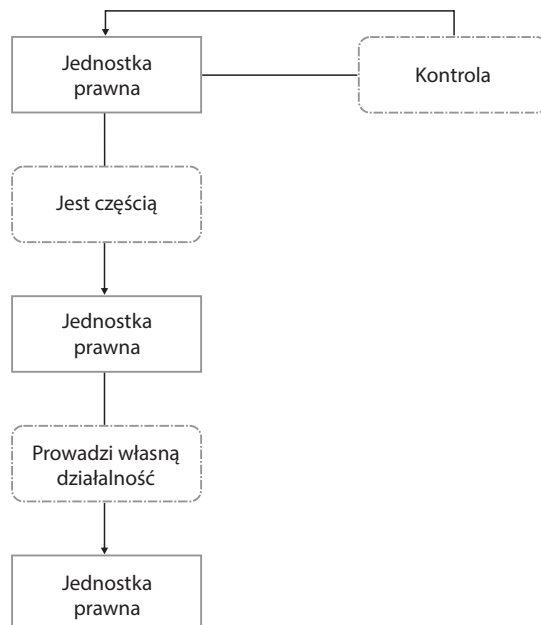 Jednostka
prawna
Kontrola
Jest częścią
Jednostka
prawna
Prowadzi własną
działalność
Jednostka
prawna